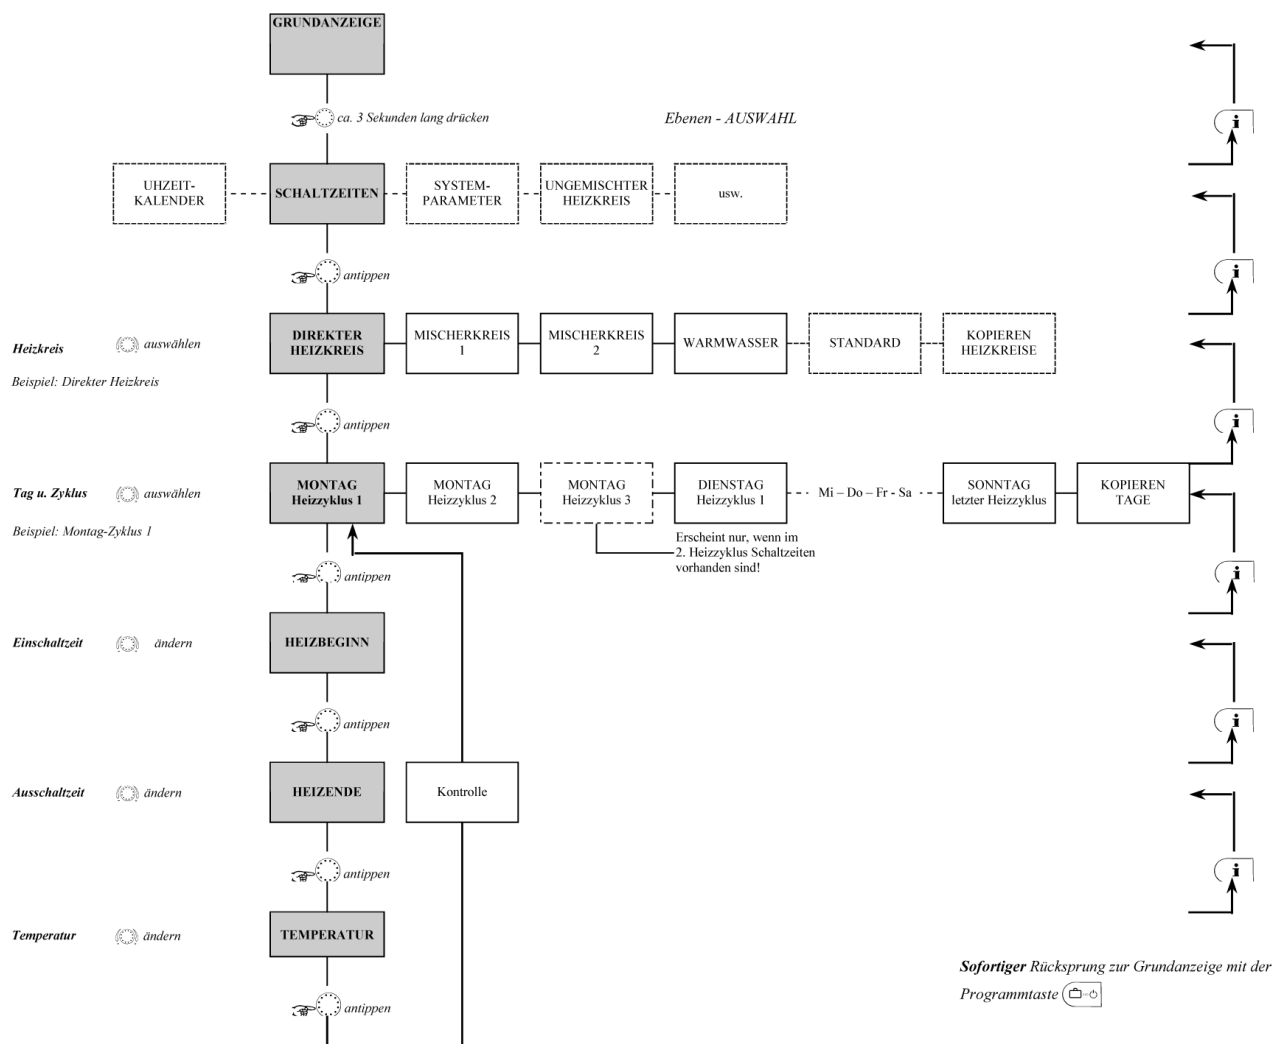 GRUNDANZEIGE
ca. 3 Sekunden lang drücken
Ebenen - AUSWAHL
i
UHZEIT-
KALENDER
SCHALTZEITEN
SYSTEM-
PARAMETER
UNGEMISCHTER
HEIZKREIS
usw.
antippen
i
Heizkreis
auswählen
Beispiel: Direkter Heizkreis
DIREKTER
HEIZKREIS
MISCHERKREIS
1
MISCHERKREIS
2
WARMWASSER
STANDARD
KOPIEREN
HEIZKREISE
antippen
i
Tag u. Zyklus
auswählen
Beispiel: Montag-Zyklus 1
MONTAG
Heizzyklus 1
MONTAG
Heizzyklus 2
MONTAG
Heizzyklus 3
DIENSTAG
Heizzyklus 1
Mi – Do – Fr - Sa
SONNTAG
letzter Heizzyklus
KOPIEREN
TAGE
Erscheint nur, wenn im
2. Heizzyklus Schaltzeiten
vorhanden sind!
antippen
i
Einschaltzeit
ändern
HEIZBEGINN
antippen
i
Ausschaltzeit
ändern
HEIZENDE
Kontrolle
antippen
i
Temperatur
ändern
TEMPERATUR
antippen
Sofortiger Rücksprung zur Grundanzeige mit der
Programmtaste